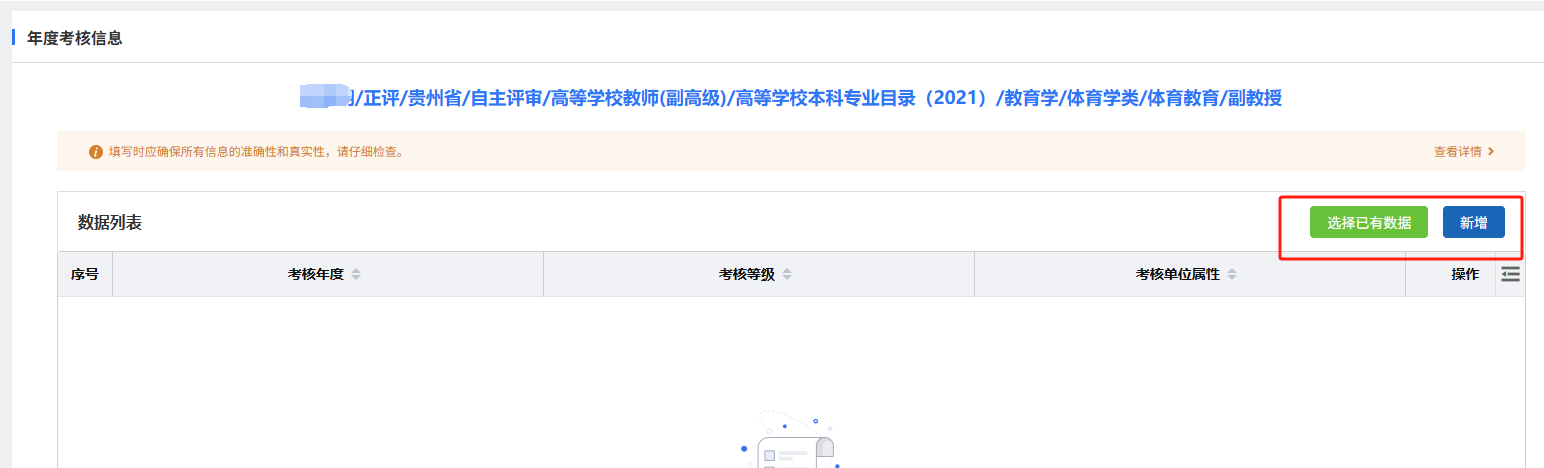 年度考核信息
/正评/贵州省/自主评审/高等学校教师(副高级)/高等学校本科专业目录（2021）/教育学/体育学类/体育教育/副教授
填写时应确保所有信息的准确性和真实性，请仔细检查。
查看详情
数据列表
选择已有数据
新增
序号
考核年度
考核等级
考核单位属性
操作